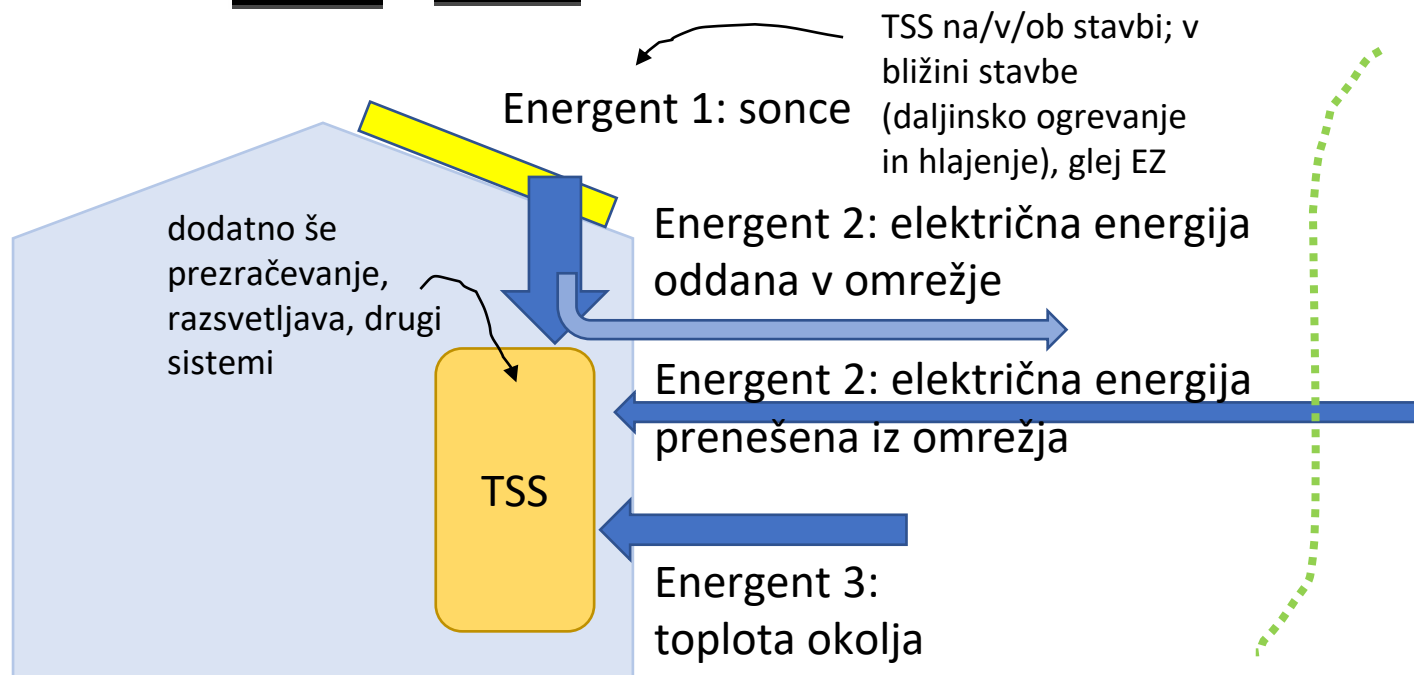 TSS na/v/ob stavbi; v
bližini stavbe
(daljinsko ogrevanje
in hlajenje), glej EZ
Energent 1: sonce
dodatno še
prezračevanje,
razsvetljava, drugi
sistemi
Energent 2: električna energija
oddana v omrežje
Energent 2: električna energija
prenešena iz omrežja
TSS
Energent 3:
toplota okolja